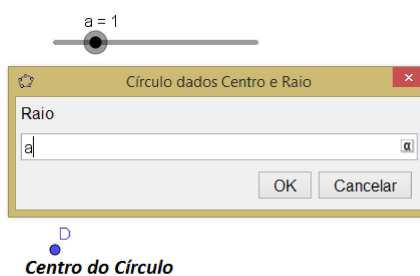 a = 1
Círculo dados Centro e Raio
Raio
a
α
OK Cancelar
D
Centro do Círculo